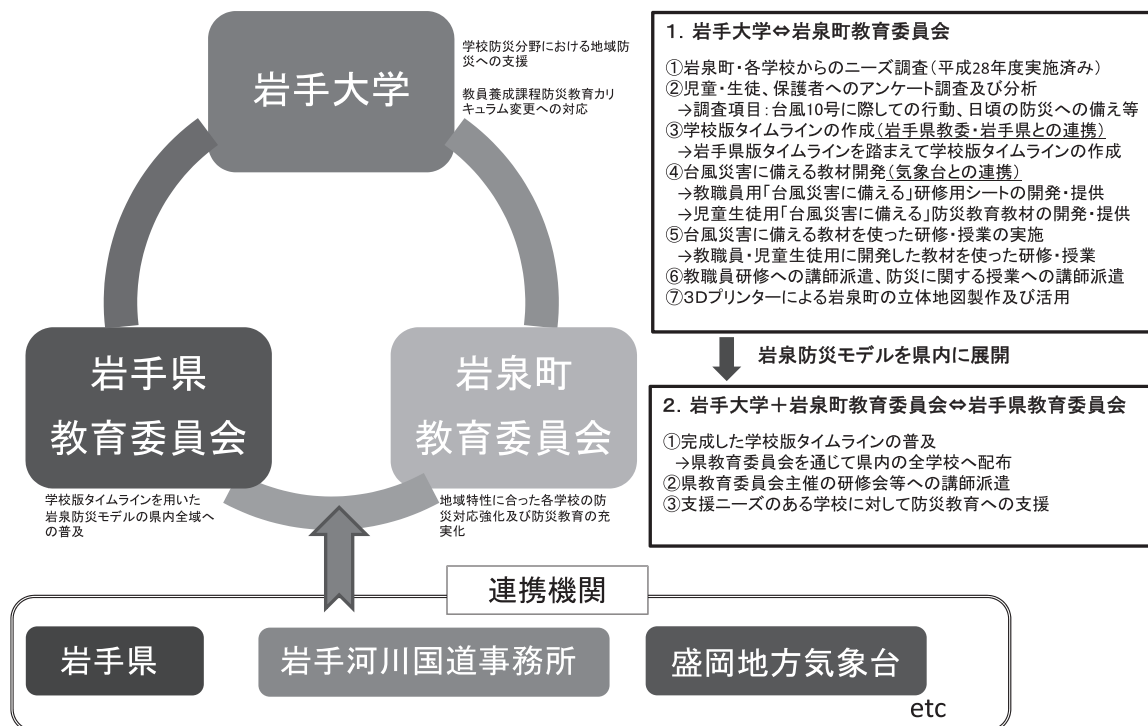 岩手大学
学校防災分野における地域防
災への支援
教員養成課程防災教育カリ
キュラム変更への対応
岩手県
教育委員会
学校版タイムラインを用いた
岩泉防災モデルの県内全域へ
の普及
岩泉町
教育委員会
地域特性に合った各学校の防
災対応強化及び防災教育の充
実化
1．岩手大学⇔岩泉町教育委員会
①岩泉町・各学校からのニーズ調査（平成28年度実施済み）
②児童・生徒、保護者へのアンケート調査及び分析
→調査項目：台風10号に際しての行動、日頃の防災への備え等
③学校版タイムラインの作成（岩手県教委・岩手県との連携）
→岩手県版タイムラインを踏まえて学校版タイムラインの作成
④台風災害に備える教材開発（気象台との連携）
→教職員用「台風災害に備える」研修用シートの開発・提供
→児童生徒用「台風災害に備える」防災教育教材の開発・提供
⑤台風災害に備える教材を使った研修・授業の実施
→教職員・児童生徒用に開発した教材を使った研修・授業
⑥教職員研修への講師派遣、防災に関する授業への講師派遣
⑦3Dプリンターによる岩泉町の立体地図製作及び活用
岩泉防災モデルを県内に展開
2．岩手大学＋岩泉町教育委員会⇔岩手県教育委員会
①完成した学校版タイムラインの普及
→県教育委員会を通じて県内の全学校へ配布
②県教育委員会主催の研修会等への講師派遣
③支援ニーズのある学校に対して防災教育への支援
連携機関
岩手県
岩手河川国道事務所
盛岡地方気象台
etc